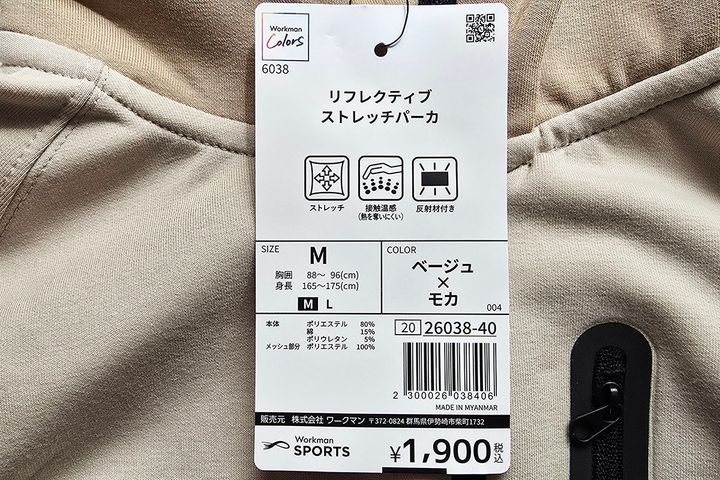 Workman
Colors
6038
リフレクティブ
ストレッチパーカ
ストレッチ
接触温感
(熱を奪いにくい)
反射材付き
SIZE
M
胸囲 88〜 96(cm)
身長 165〜175(cm)
M L
COLOR
ベージュ
×
モカ
004
本体 ポリエステル 80%
綿 15%
ポリウレタン 5%
メッシュ部分 ポリエステル 100%
20 26038-40
2 300026 038406
MADE IN MYANMAR
販売元 株式会社 ワークマン 〒372-0824 群馬県伊勢崎市柴町1732
Workman
SPORTS
¥1,900税込